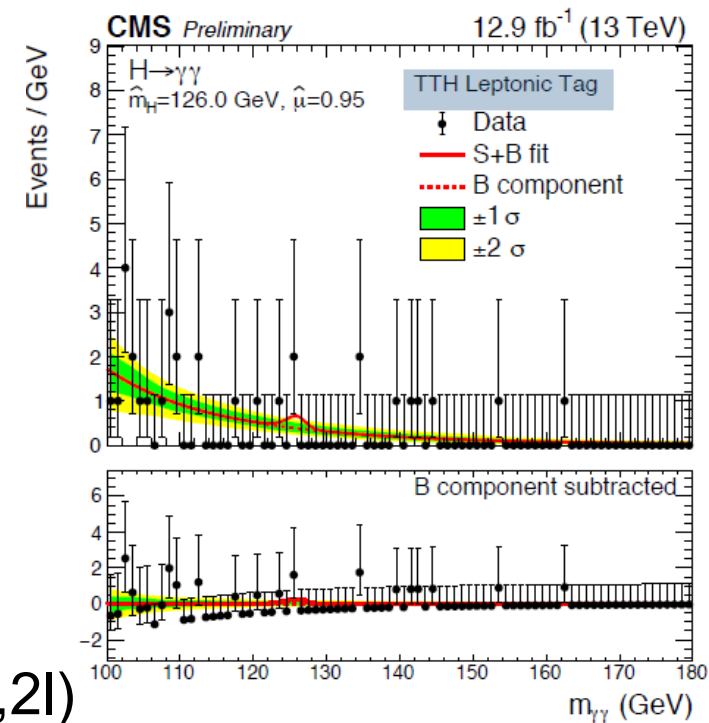 CMS Preliminary 12.9 fb⁻¹ (13 TeV)
H→γγ
m̂_H=126.0 GeV, μ̂=0.95
TTH Leptonic Tag
Data
S+B fit
B component
±1 σ
±2 σ
Events / GeV
9
8
7
6
5
4
3
2
1
0
B component subtracted
6
4
2
0
−2
100 110 120 130 140 150 160 170 180
m_γγ (GeV)
,2l)